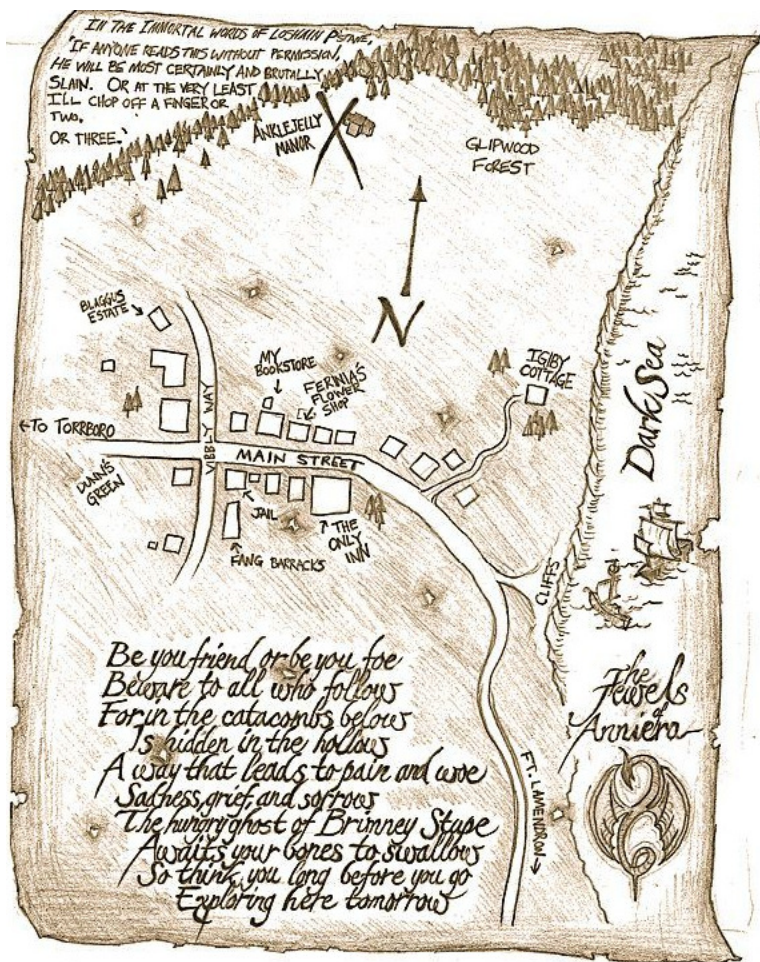 IN THE IMMORTAL WORDS OF LOSHAIN PSTANE,
"IF ANYONE READS THIS WITHOUT PERMISSION,
HE WILL BE MOST CERTAINLY AND BRUTALLY
SLAIN. OR AT THE VERY LEAST
I'LL CHOP OFF A FINGER OR
TWO.
OR THREE."
ANKLEJELLY
MANOR
GLIPWOOD
FOREST
N
BLAGGUS
ESTATE
MY
BOOKSTORE
FERNIA'S
FLOWER
SHOP
IGIBY
COTTAGE
Dark Sea
←TO TORRBORO
VIBBLY WAY
MAIN STREET
DUNN'S
GREEN
JAIL
THE
ONLY
INN
FANG BARRACKS
CLIFFS
FT. LAMENDRON→
The
Jewels
of
Anniera
Be you friend or be you foe
Beware to all who follow
For in the catacombs below
Is hidden in the hollow
A way that leads to pain and woe
Sadness, grief, and sorrow
The hungry ghost of Brimney Stupe
Awaits your bones to swallow
So think you long before you go
Exploring here tomorrow